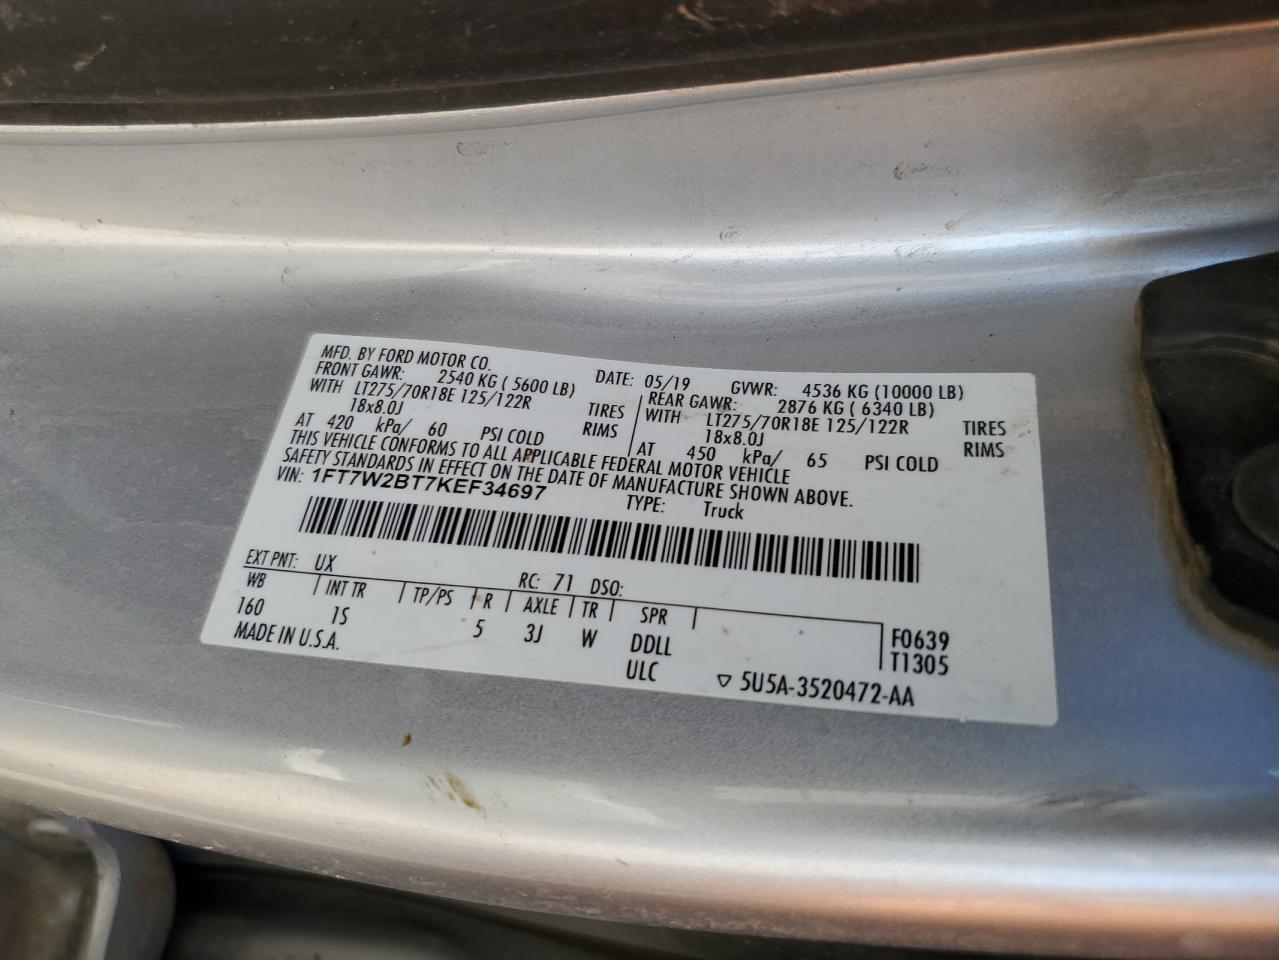 MFD. BY FORD MOTOR CO. DATE: 05/19 GVWR: 4536 KG (10000 LB)
FRONT GAWR: 2540 KG ( 5600 LB) REAR GAWR: 2876 KG ( 6340 LB)
WITH LT275/70R18E 125/122R TIRES WITH LT275/70R18E 125/122R TIRES
18x8.0J RIMS 18x8.0J RIMS
AT 420 kPa/ 60 PSI COLD AT 450 kPa/ 65 PSI COLD
THIS VEHICLE CONFORMS TO ALL APPLICABLE FEDERAL MOTOR VEHICLE
SAFETY STANDARDS IN EFFECT ON THE DATE OF MANUFACTURE SHOWN ABOVE.
VIN: 1FT7W2BT7KEF34697 TYPE: Truck
EXT PNT: UX RC: 71 DSO:
WB INT TR TP/PS R AXLE TR SPR
160 1S 5 3J W DDLL F0639
MADE IN U.S.A. ULC T1305
▽ 5U5A-3520472-AA